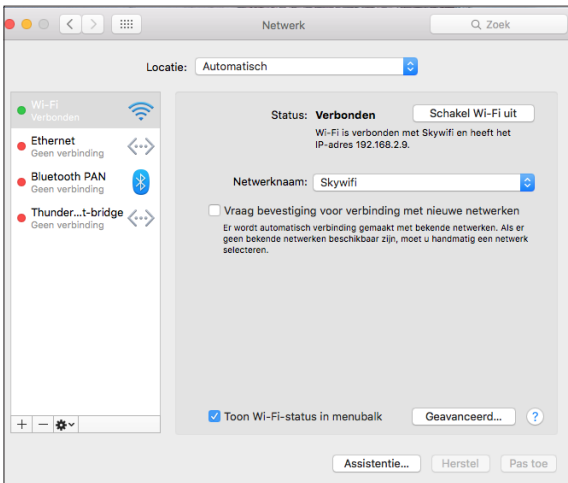 Netwerk
Zoek
Locatie: Automatisch
Wi-Fi
Verbonden
Ethernet
Geen verbinding
Bluetooth PAN
Geen verbinding
Thunder...t-bridge
Geen verbinding
Status: Verbonden
Schakel Wi-Fi uit
Wi-Fi is verbonden met Skywifi en heeft het
IP-adres 192.168.2.9.
Netwerknaam: Skywifi
Vraag bevestiging voor verbinding met nieuwe netwerken
Er wordt automatisch verbinding gemaakt met bekende netwerken. Als er
geen bekende netwerken beschikbaar zijn, moet u handmatig een netwerk
selecteren.
Toon Wi-Fi-status in menubalk
Geavanceerd...
?
Assistentie...
Herstel
Pas toe